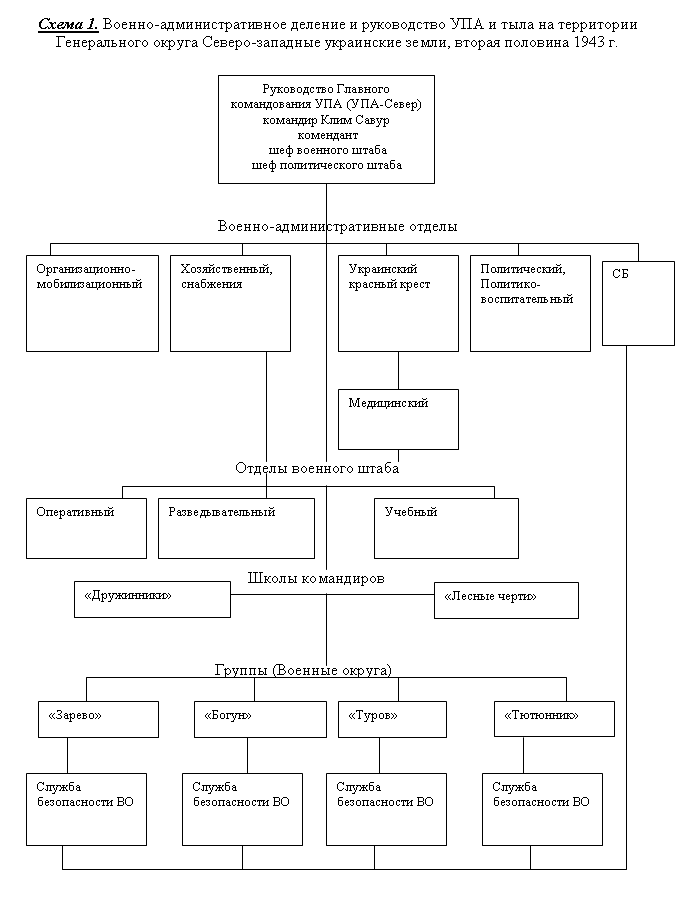 Схема 1. Военно-административное деление и руководство УПА и тыла на территории
Генерального округа Северо-западные украинские земли, вторая половина 1943 г.
Руководство Главного
командования УПА (УПА-Север)
командир Клим Савур
комендант
шеф военного штаба
шеф политического штаба
Военно-административные отделы
Организационно-
мобилизационный
Хозяйственный,
снабжения
Украинский
красный крест
Политический,
Политико-
воспитательный
СБ
Медицинский
Отделы военного штаба
Оперативный
Разведывательный
Учебный
Школы командиров
«Дружинники»
«Лесные черти»
Группы (Военные округа)
«Зарево»
«Богун»
«Туров»
«Тютюнник»
Служба
безопасности ВО
Служба
безопасности ВО
Служба
безопасности ВО
Служба
безопасности ВО